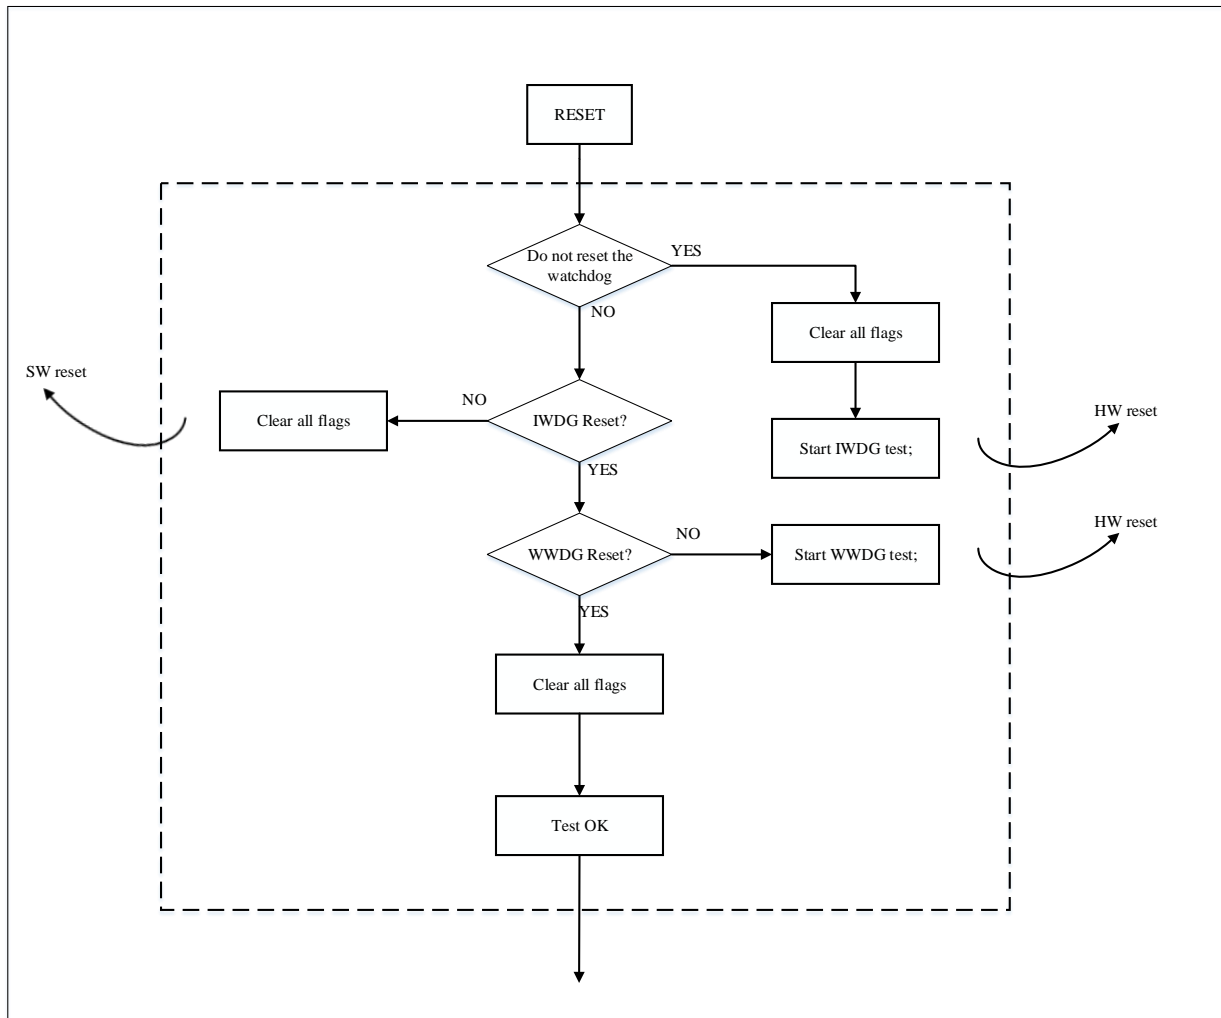 RESET
Do not reset the
watchdog
YES
NO
Clear all flags
SW reset
NO
Clear all flags
IWDG Reset?
HW reset
Start IWDG test;
YES
HW reset
NO
WWDG Reset?
Start WWDG test;
YES
Clear all flags
Test OK